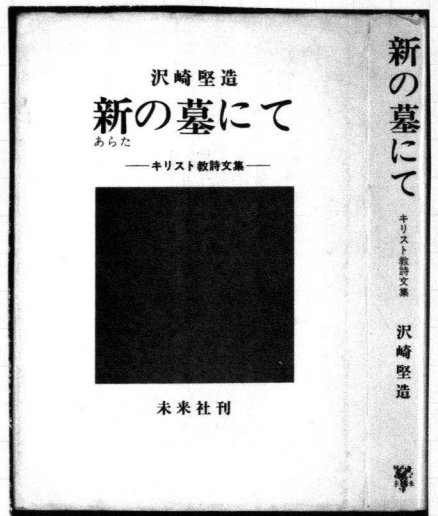 沢崎堅造
新の墓にて
あらた
──キリスト教詩文集──
未来社刊
新の墓にて
キリスト教詩文集
沢崎堅造